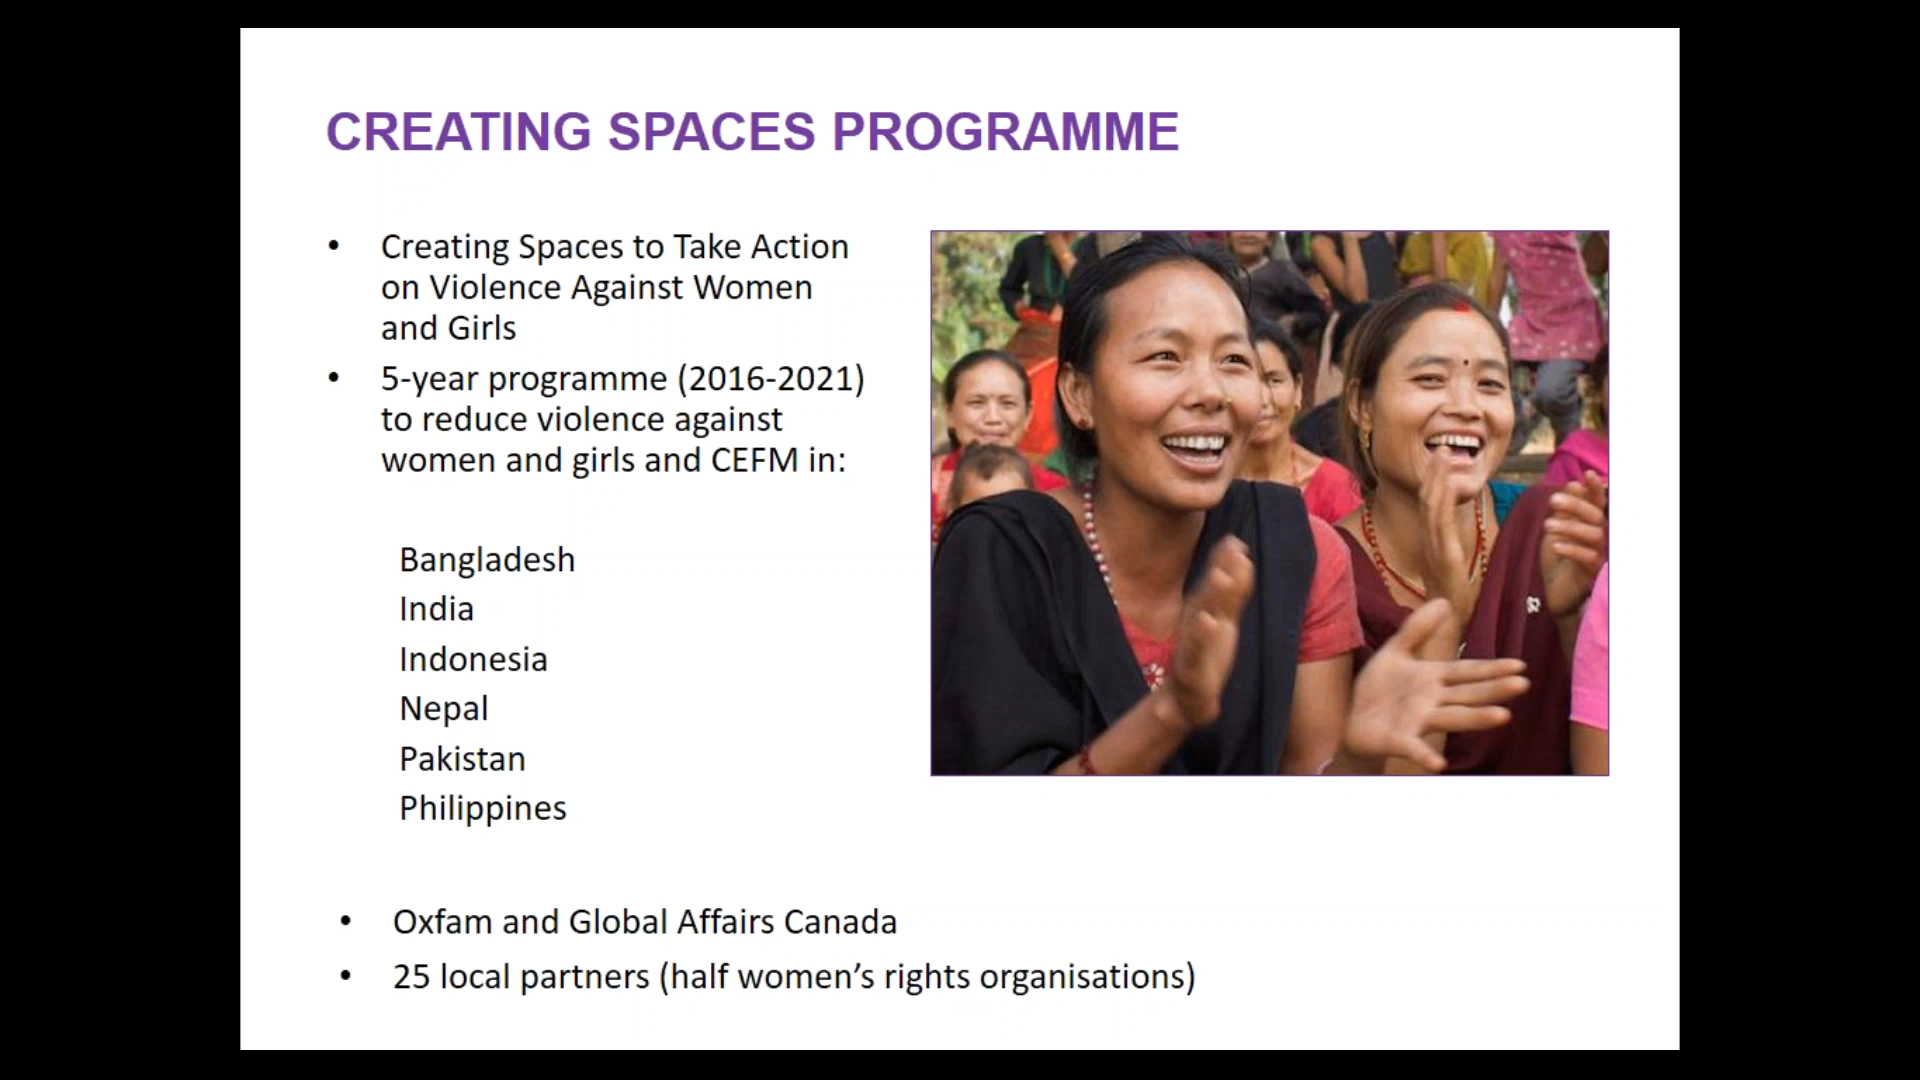 CREATING SPACES PROGRAMME
• Creating Spaces to Take Action
on Violence Against Women
and Girls
• 5-year programme (2016-2021)
to reduce violence against
women and girls and CEFM in:
Bangladesh
India
Indonesia
Nepal
Pakistan
Philippines
• Oxfam and Global Affairs Canada
• 25 local partners (half women’s rights organisations)